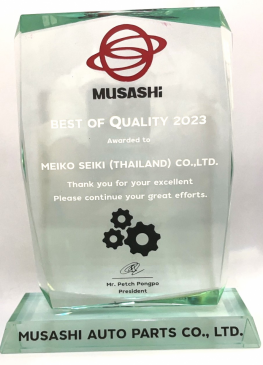 MUSASHi
BEST OF QUALITY 2023
Awarded to
MEIKO SEIKI (THAILAND) CO.,LTD.
Thank you for your excellent
Please continue your great efforts.
Mr. Petch Pongpo
President
MUSASHI AUTO PARTS CO., LTD.